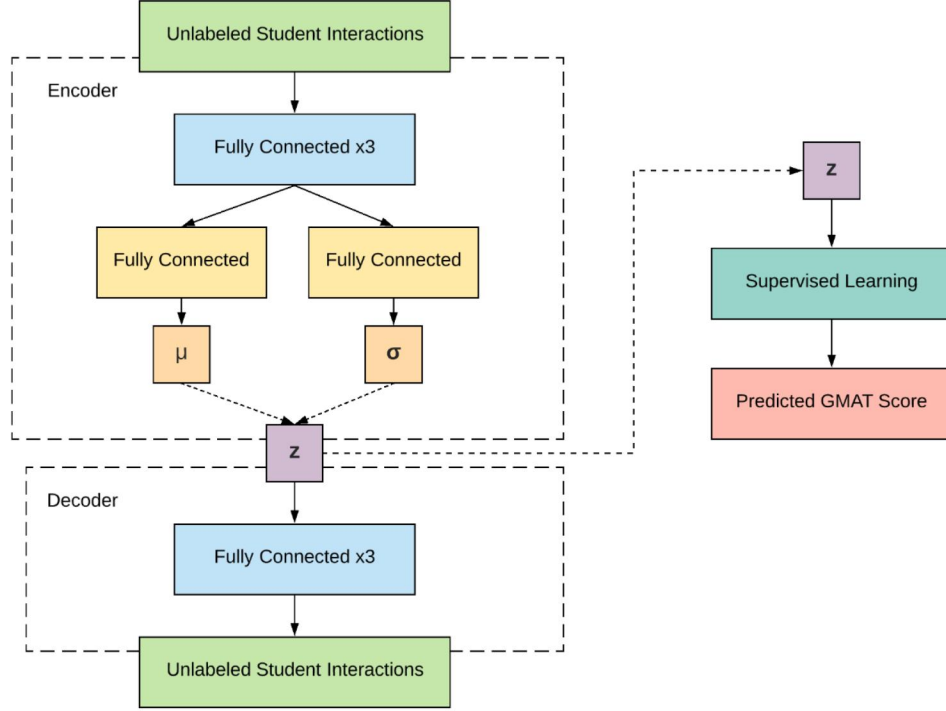 Unlabeled Student Interactions
Encoder
Fully Connected x3
Fully Connected
Fully Connected
μ
σ
z
Decoder
Fully Connected x3
Unlabeled Student Interactions
z
Supervised Learning
Predicted GMAT Score